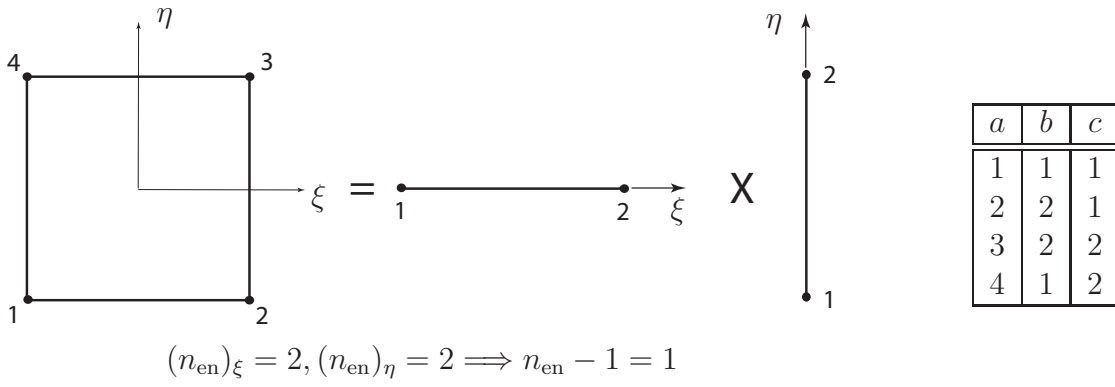 η η
4 3 2
ξ = 1 2 ξ X
1 2 1
a b c
1 1 1
2 2 1
3 2 2
4 1 2
(n_en)_ξ = 2, (n_en)_η = 2 ⟹ n_en − 1 = 1